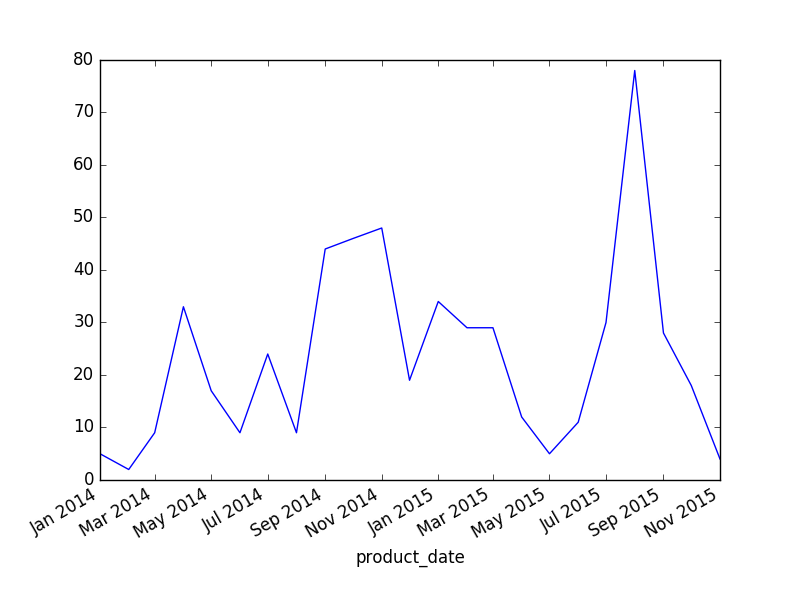 80
70
60
50
40
30
20
10
0
Jan 2014
Mar 2014
May 2014
Jul 2014
Sep 2014
Nov 2014
Jan 2015
Mar 2015
May 2015
Jul 2015
Sep 2015
Nov 2015
product_date